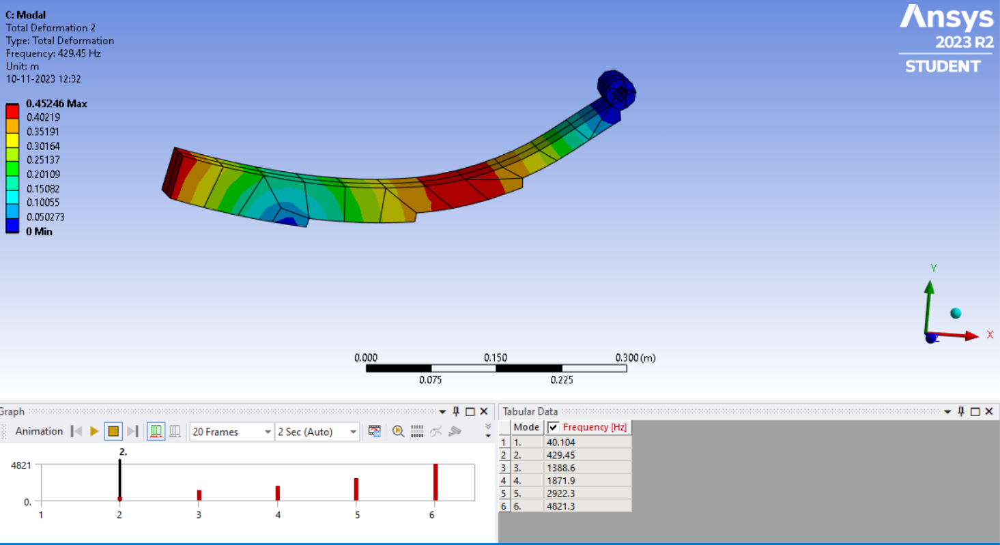 C: Modal
Total Deformation 2
Type: Total Deformation
Frequency: 429.45 Hz
Unit: m
10-11-2023 12:32
0.45246 Max
0.40219
0.35191
0.30164
0.25137
0.20109
0.15082
0.10055
0.050273
0 Min
Ansys
2023 R2
STUDENT
Y
X
Z
0.000 0.150 0.300 (m)
0.075 0.225
Graph
Animation 20 Frames 2 Sec (Auto)
2.
4821
0.
1 2 3 4 5 6
Tabular Data
Mode Frequency [Hz]
1 1. 40.104
2 2. 429.45
3 3. 1388.6
4 4. 1871.9
5 5. 2922.3
6 6. 4821.3